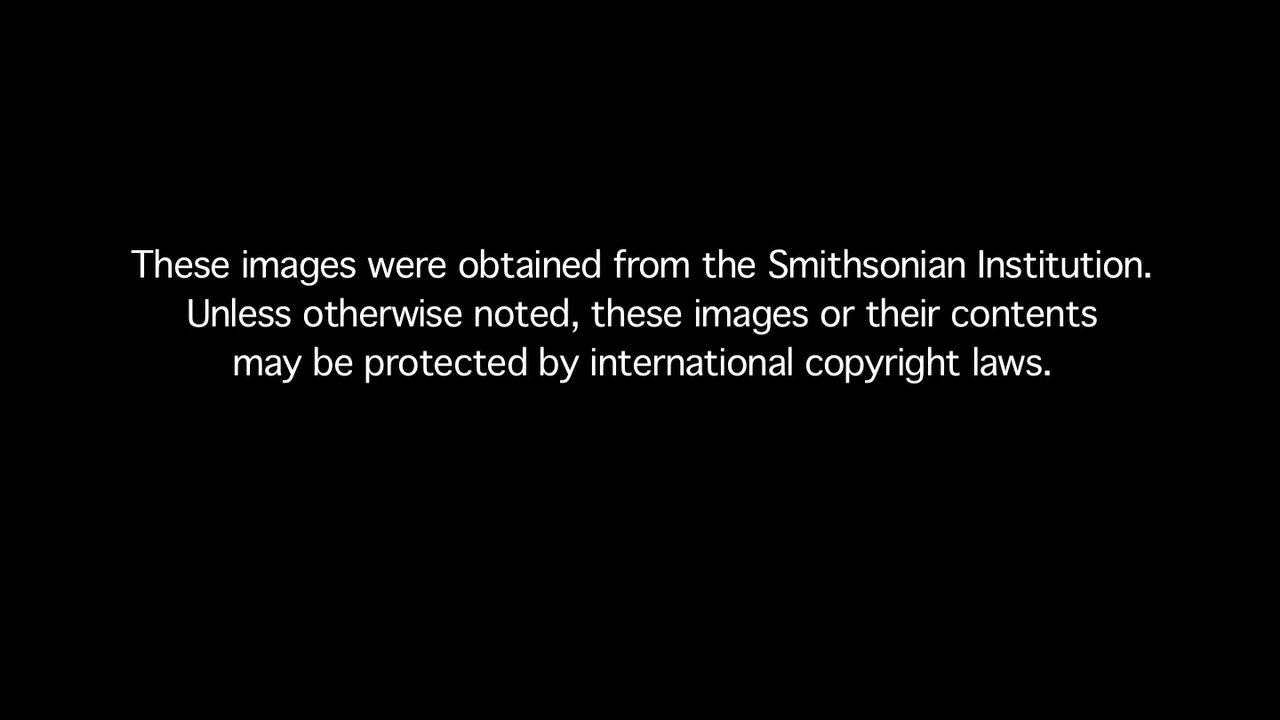 These images were obtained from the Smithsonian Institution.
Unless otherwise noted, these images or their contents
may be protected by international copyright laws.